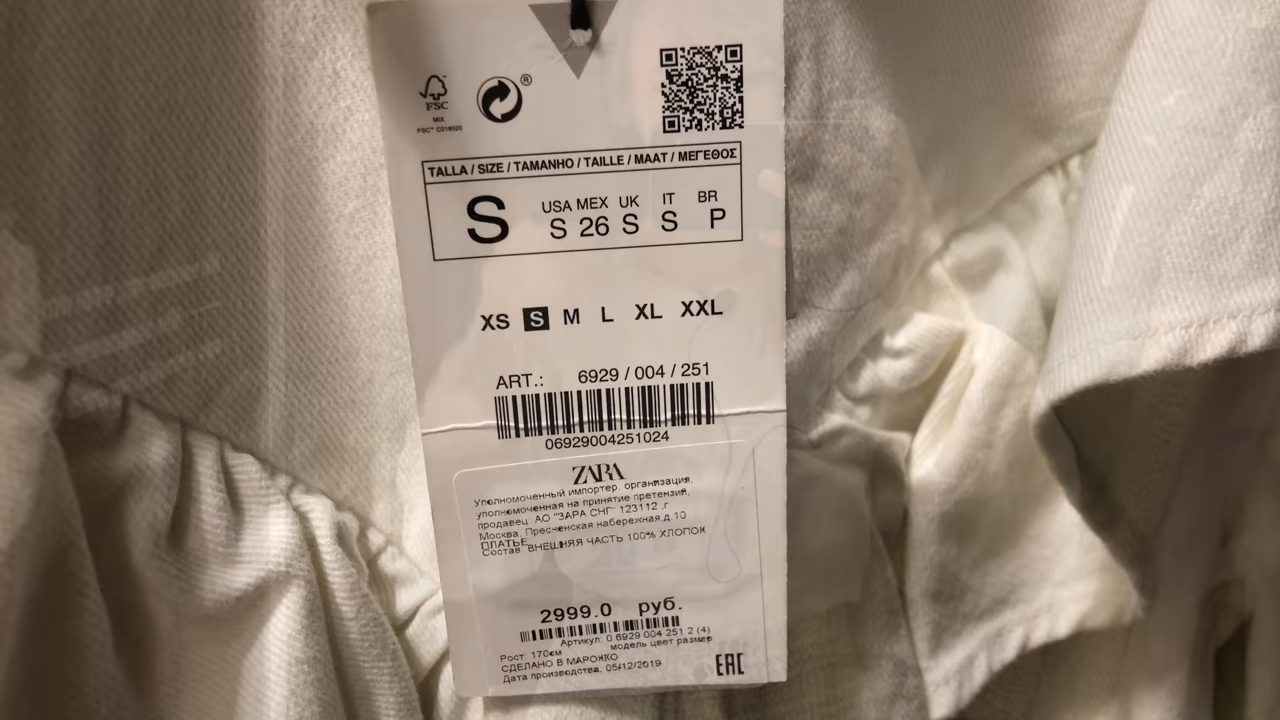 FSC
MIX
FSC™ C019020
®
TALLA / SIZE / TAMANHO / TAILLE / MAAT / ΜΕΓΕΘΟΣ
S
USA MEX UK IT BR
S 26 S S P
XS S M L XL XXL
ART.: 6929 / 004 / 251
06929004251024
ZARA
Уполномоченный импортер, организация,
уполномоченная на принятие претензий,
продавец АО "ЗАРА СНГ" 123112 ,г.
Москва, Пресненская набережная,д.10
ПЛАТЬЕ
Состав: ВНЕШНЯЯ ЧАСТЬ 100% ХЛОПОК
2999.0 руб.
Артикул: 0 6929 004 251 2 (4)
модель цвет размер
Рост: 170см
СДЕЛАНО В МАРОККО
Дата производства: 05/12/2019
EAC